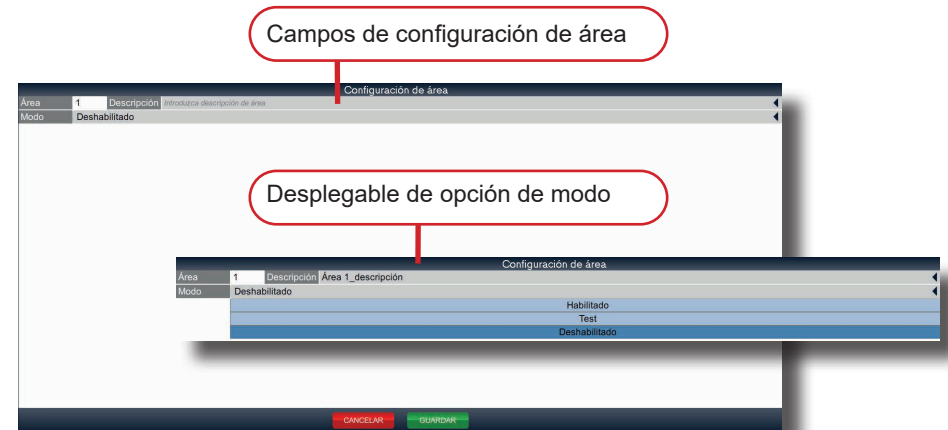 Campos de configuración de área
Configuración de área
Área 1 Descripción Introduzca descripción de área
Modo Deshabilitado
Desplegable de opción de modo
Configuración de área
Área 1 Descripción Área 1_descripción
Modo Deshabilitado
Habilitado
Test
Deshabilitado
CANCELAR GUARDAR